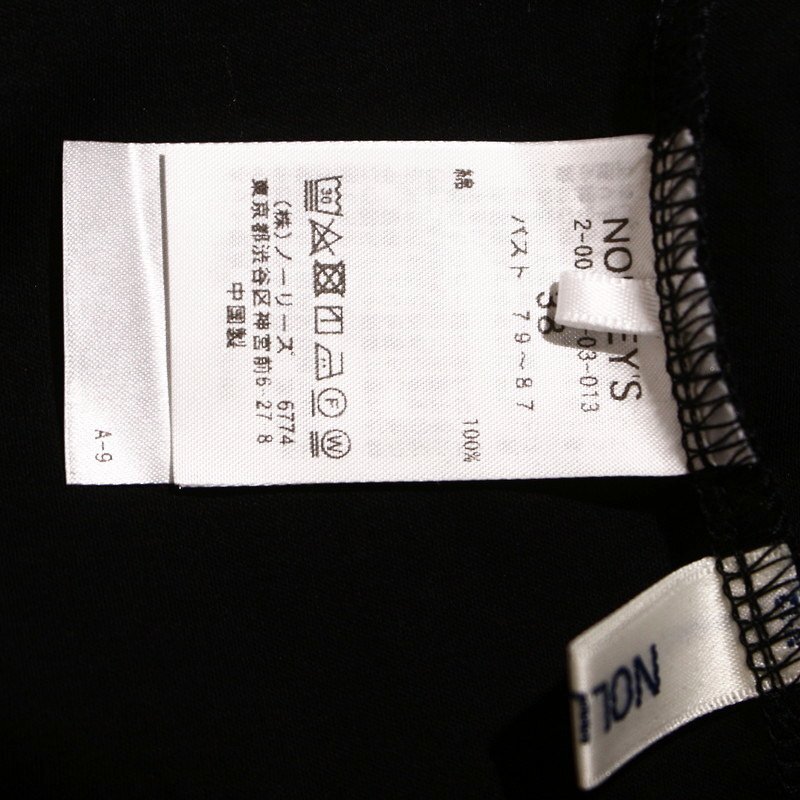 NO EY'S
2-00 -03-013
38
バスト 79~87
綿 100%
30
F W
(株)ノーリーズ 6774
東京都渋谷区神宮前6 27 8
中国製
A-9
NOL